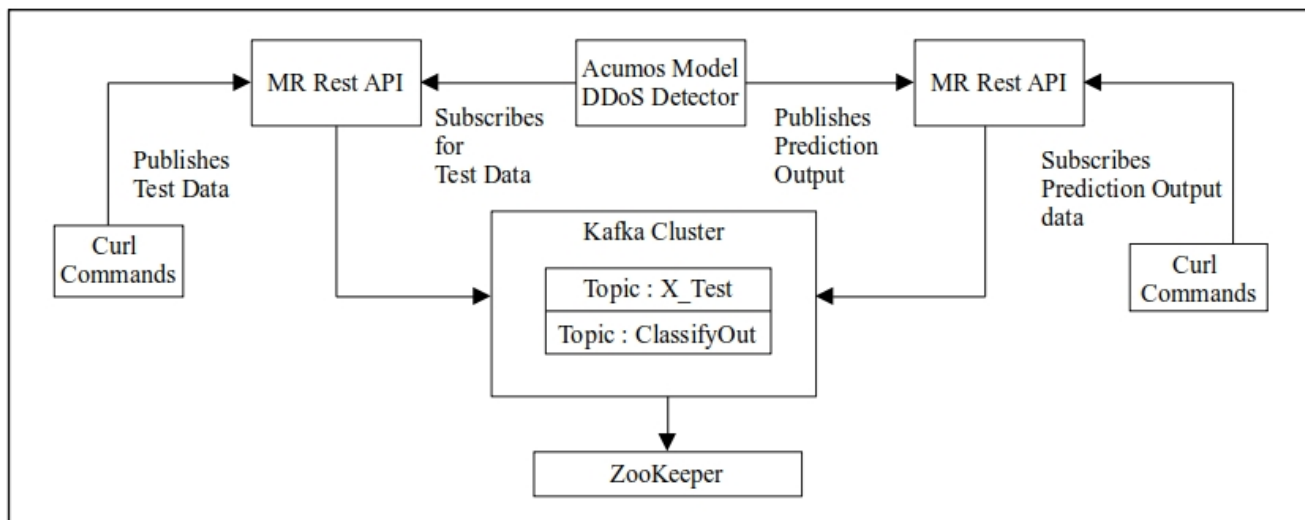 MR Rest API
Acumos Model
DDoS Detector
MR Rest API
Subscribes
for
Test Data
Publishes
Prediction
Output
Publishes
Test Data
Subscribes
Prediction Output
data
Curl
Commands
Kafka Cluster
Topic : X_Test
Topic : ClassifyOut
Curl
Commands
ZooKeeper